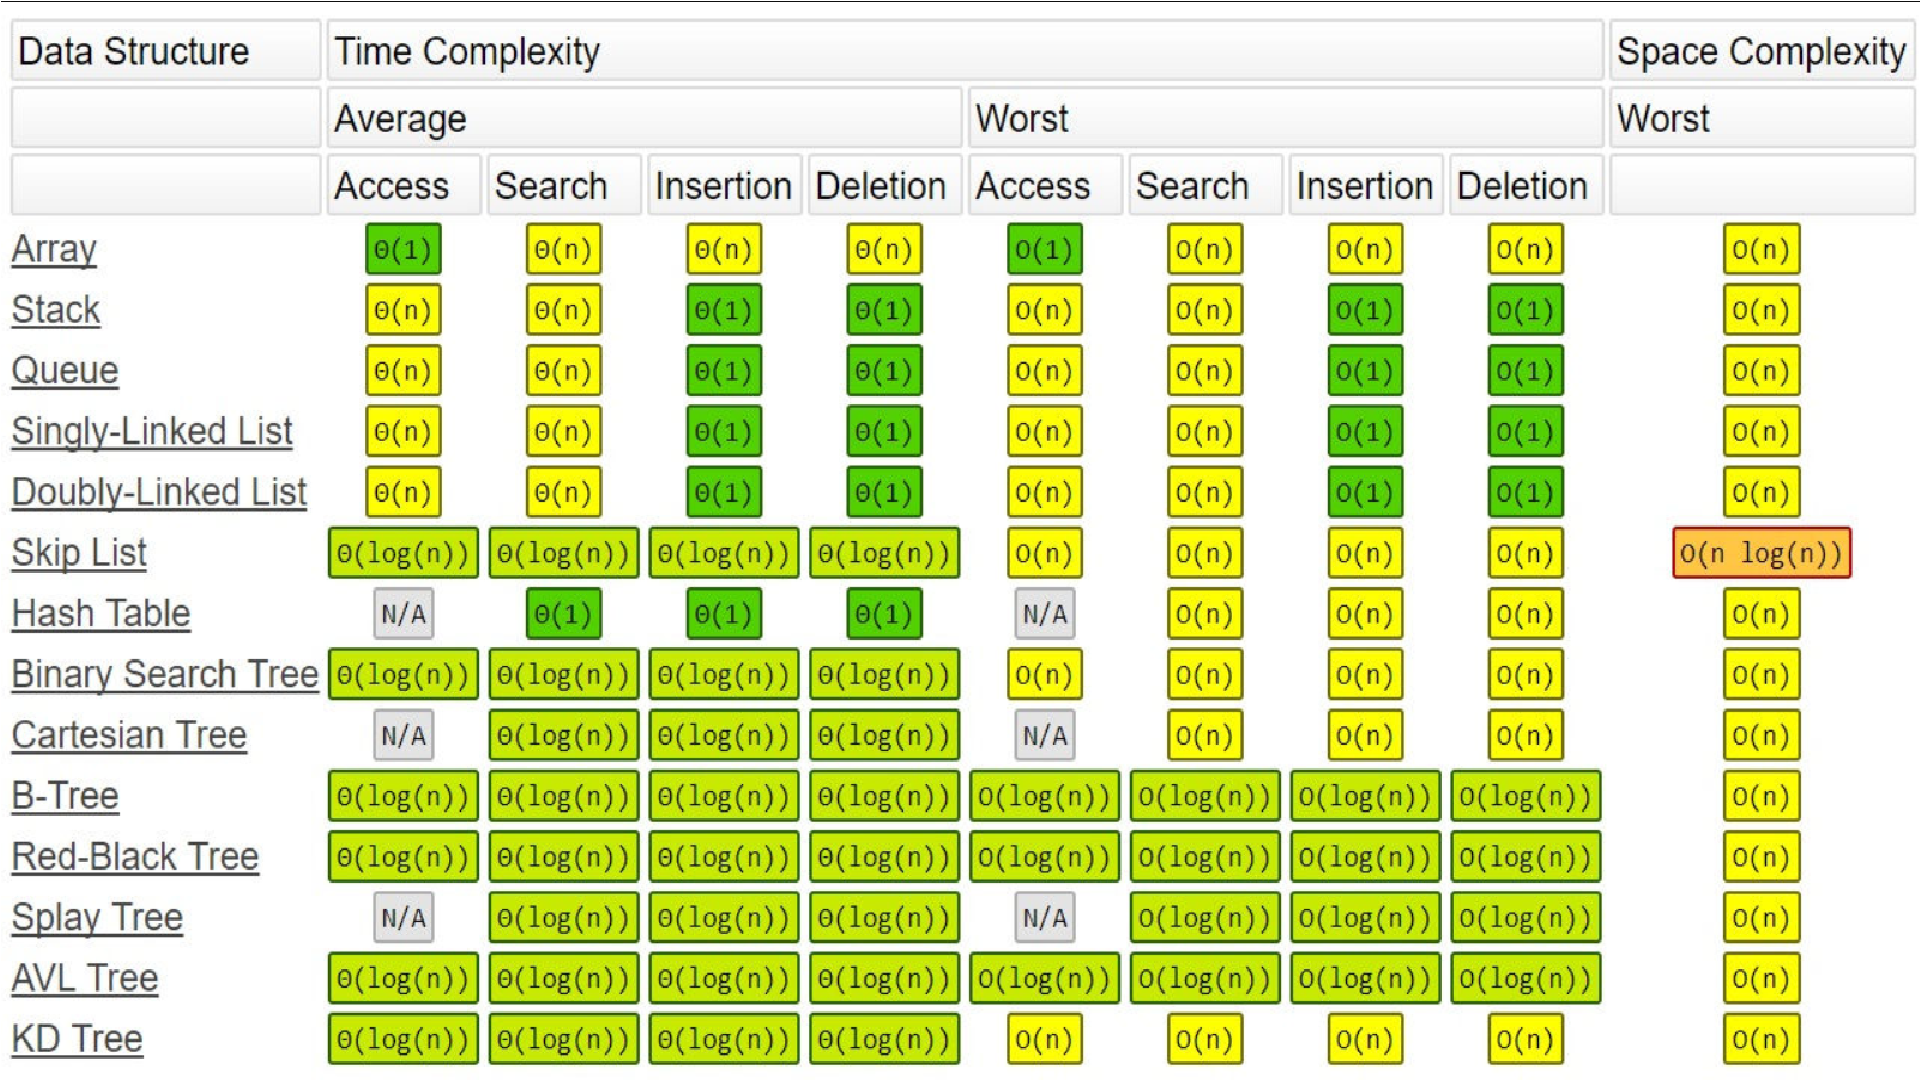 Data Structure Time Complexity Space Complexity
Average Worst Worst
Access Search Insertion Deletion Access Search Insertion Deletion
Array Θ(1) Θ(n) Θ(n) Θ(n) O(1) O(n) O(n) O(n) O(n)
Stack Θ(n) Θ(n) Θ(1) Θ(1) O(n) O(n) O(1) O(1) O(n)
Queue Θ(n) Θ(n) Θ(1) Θ(1) O(n) O(n) O(1) O(1) O(n)
Singly-Linked List Θ(n) Θ(n) Θ(1) Θ(1) O(n) O(n) O(1) O(1) O(n)
Doubly-Linked List Θ(n) Θ(n) Θ(1) Θ(1) O(n) O(n) O(1) O(1) O(n)
Skip List Θ(log(n)) Θ(log(n)) Θ(log(n)) Θ(log(n)) O(n) O(n) O(n) O(n) O(n log(n))
Hash Table N/A Θ(1) Θ(1) Θ(1) N/A O(n) O(n) O(n) O(n)
Binary Search Tree Θ(log(n)) Θ(log(n)) Θ(log(n)) Θ(log(n)) O(n) O(n) O(n) O(n) O(n)
Cartesian Tree N/A Θ(log(n)) Θ(log(n)) Θ(log(n)) N/A O(n) O(n) O(n) O(n)
B-Tree Θ(log(n)) Θ(log(n)) Θ(log(n)) Θ(log(n)) O(log(n)) O(log(n)) O(log(n)) O(log(n)) O(n)
Red-Black Tree Θ(log(n)) Θ(log(n)) Θ(log(n)) Θ(log(n)) O(log(n)) O(log(n)) O(log(n)) O(log(n)) O(n)
Splay Tree N/A Θ(log(n)) Θ(log(n)) Θ(log(n)) N/A O(log(n)) O(log(n)) O(log(n)) O(n)
AVL Tree Θ(log(n)) Θ(log(n)) Θ(log(n)) Θ(log(n)) O(log(n)) O(log(n)) O(log(n)) O(log(n)) O(n)
KD Tree Θ(log(n)) Θ(log(n)) Θ(log(n)) Θ(log(n)) O(n) O(n) O(n) O(n) O(n)